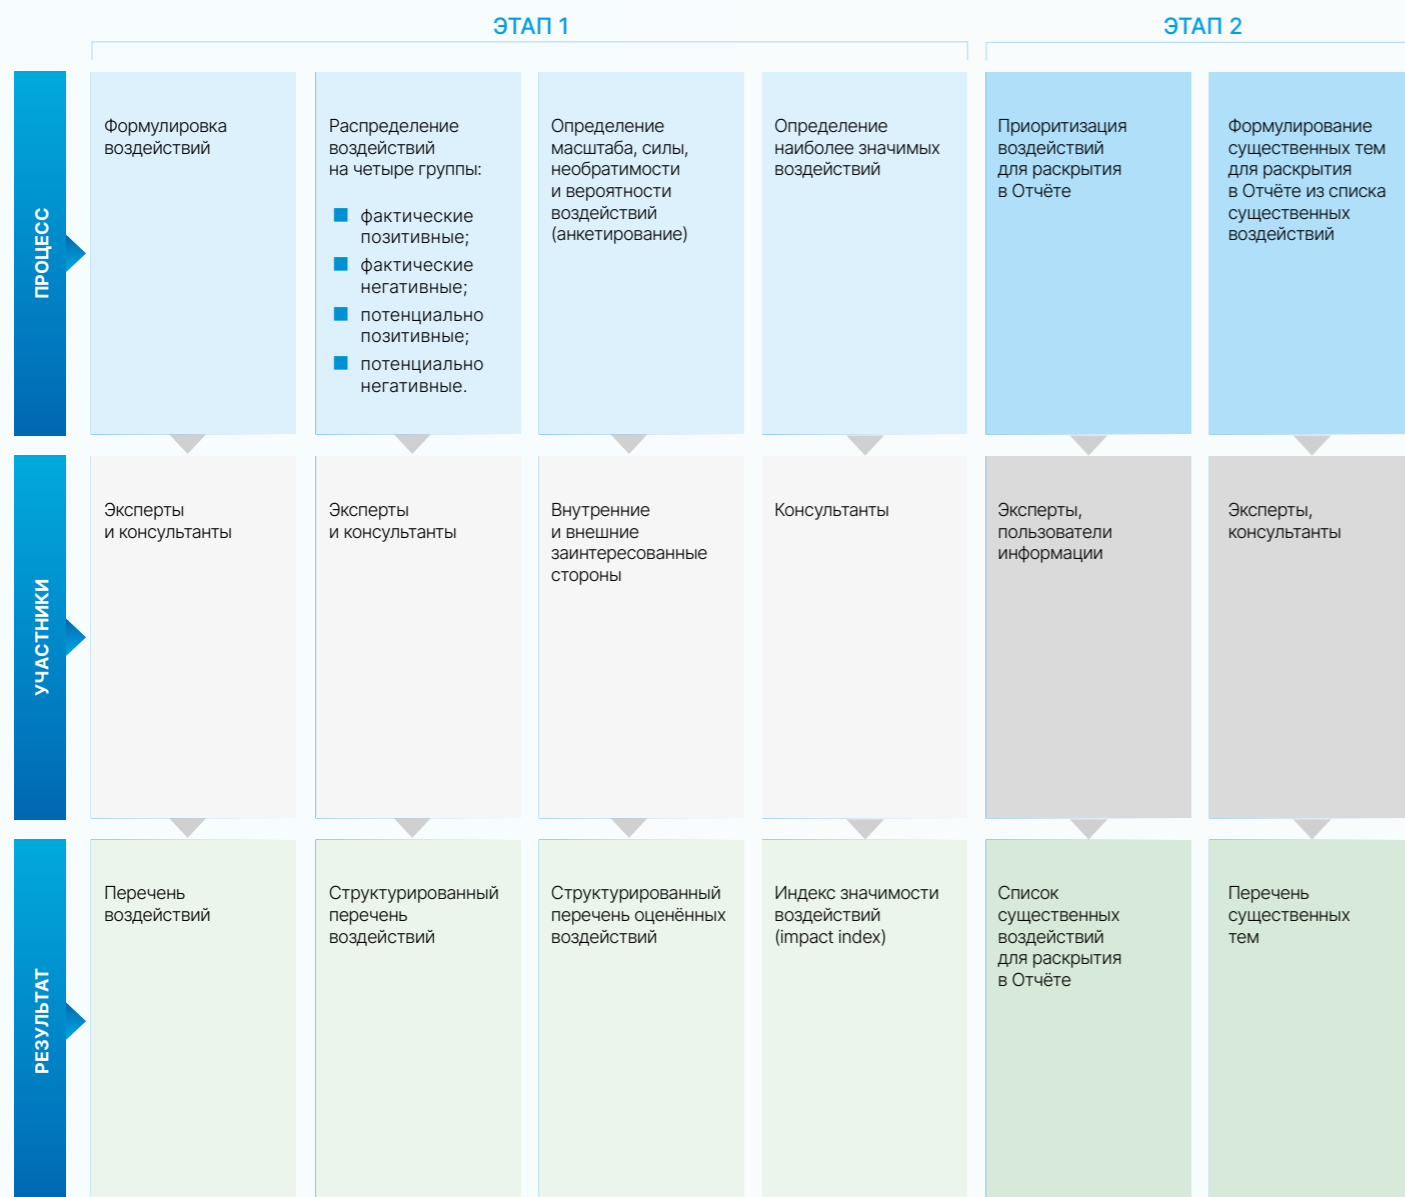 ЭТАП 1
ЭТАП 2
ПРОЦЕСС
Формулировка
воздействий
Распределение
воздействий
на четыре группы:
фактические
позитивные;
фактические
негативные;
потенциально
позитивные;
потенциально
негативные.
Определение
масштаба, силы,
необратимости
и вероятности
воздействий
(анкетирование)
Определение
наиболее значимых
воздействий
Приоритизация
воздействий
для раскрытия
в Отчёте
Формулирование
существенных тем
для раскрытия
в Отчёте из списка
существенных
воздействий
УЧАСТНИКИ
Эксперты
и консультанты
Эксперты
и консультанты
Внутренние
и внешние
заинтересованные
стороны
Консультанты
Эксперты,
пользователи
информации
Эксперты,
консультанты
РЕЗУЛЬТАТ
Перечень
воздействий
Структурированный
перечень
воздействий
Структурированный
перечень оценённых
воздействий
Индекс значимости
воздействий
(impact index)
Список
существенных
воздействий
для раскрытия
в Отчёте
Перечень
существенных
тем